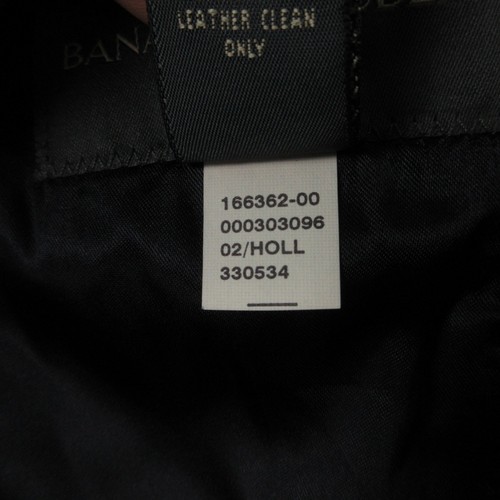 LEATHER CLEAN
ONLY
BANA
166362-00
000303096
02/HOLL
330534